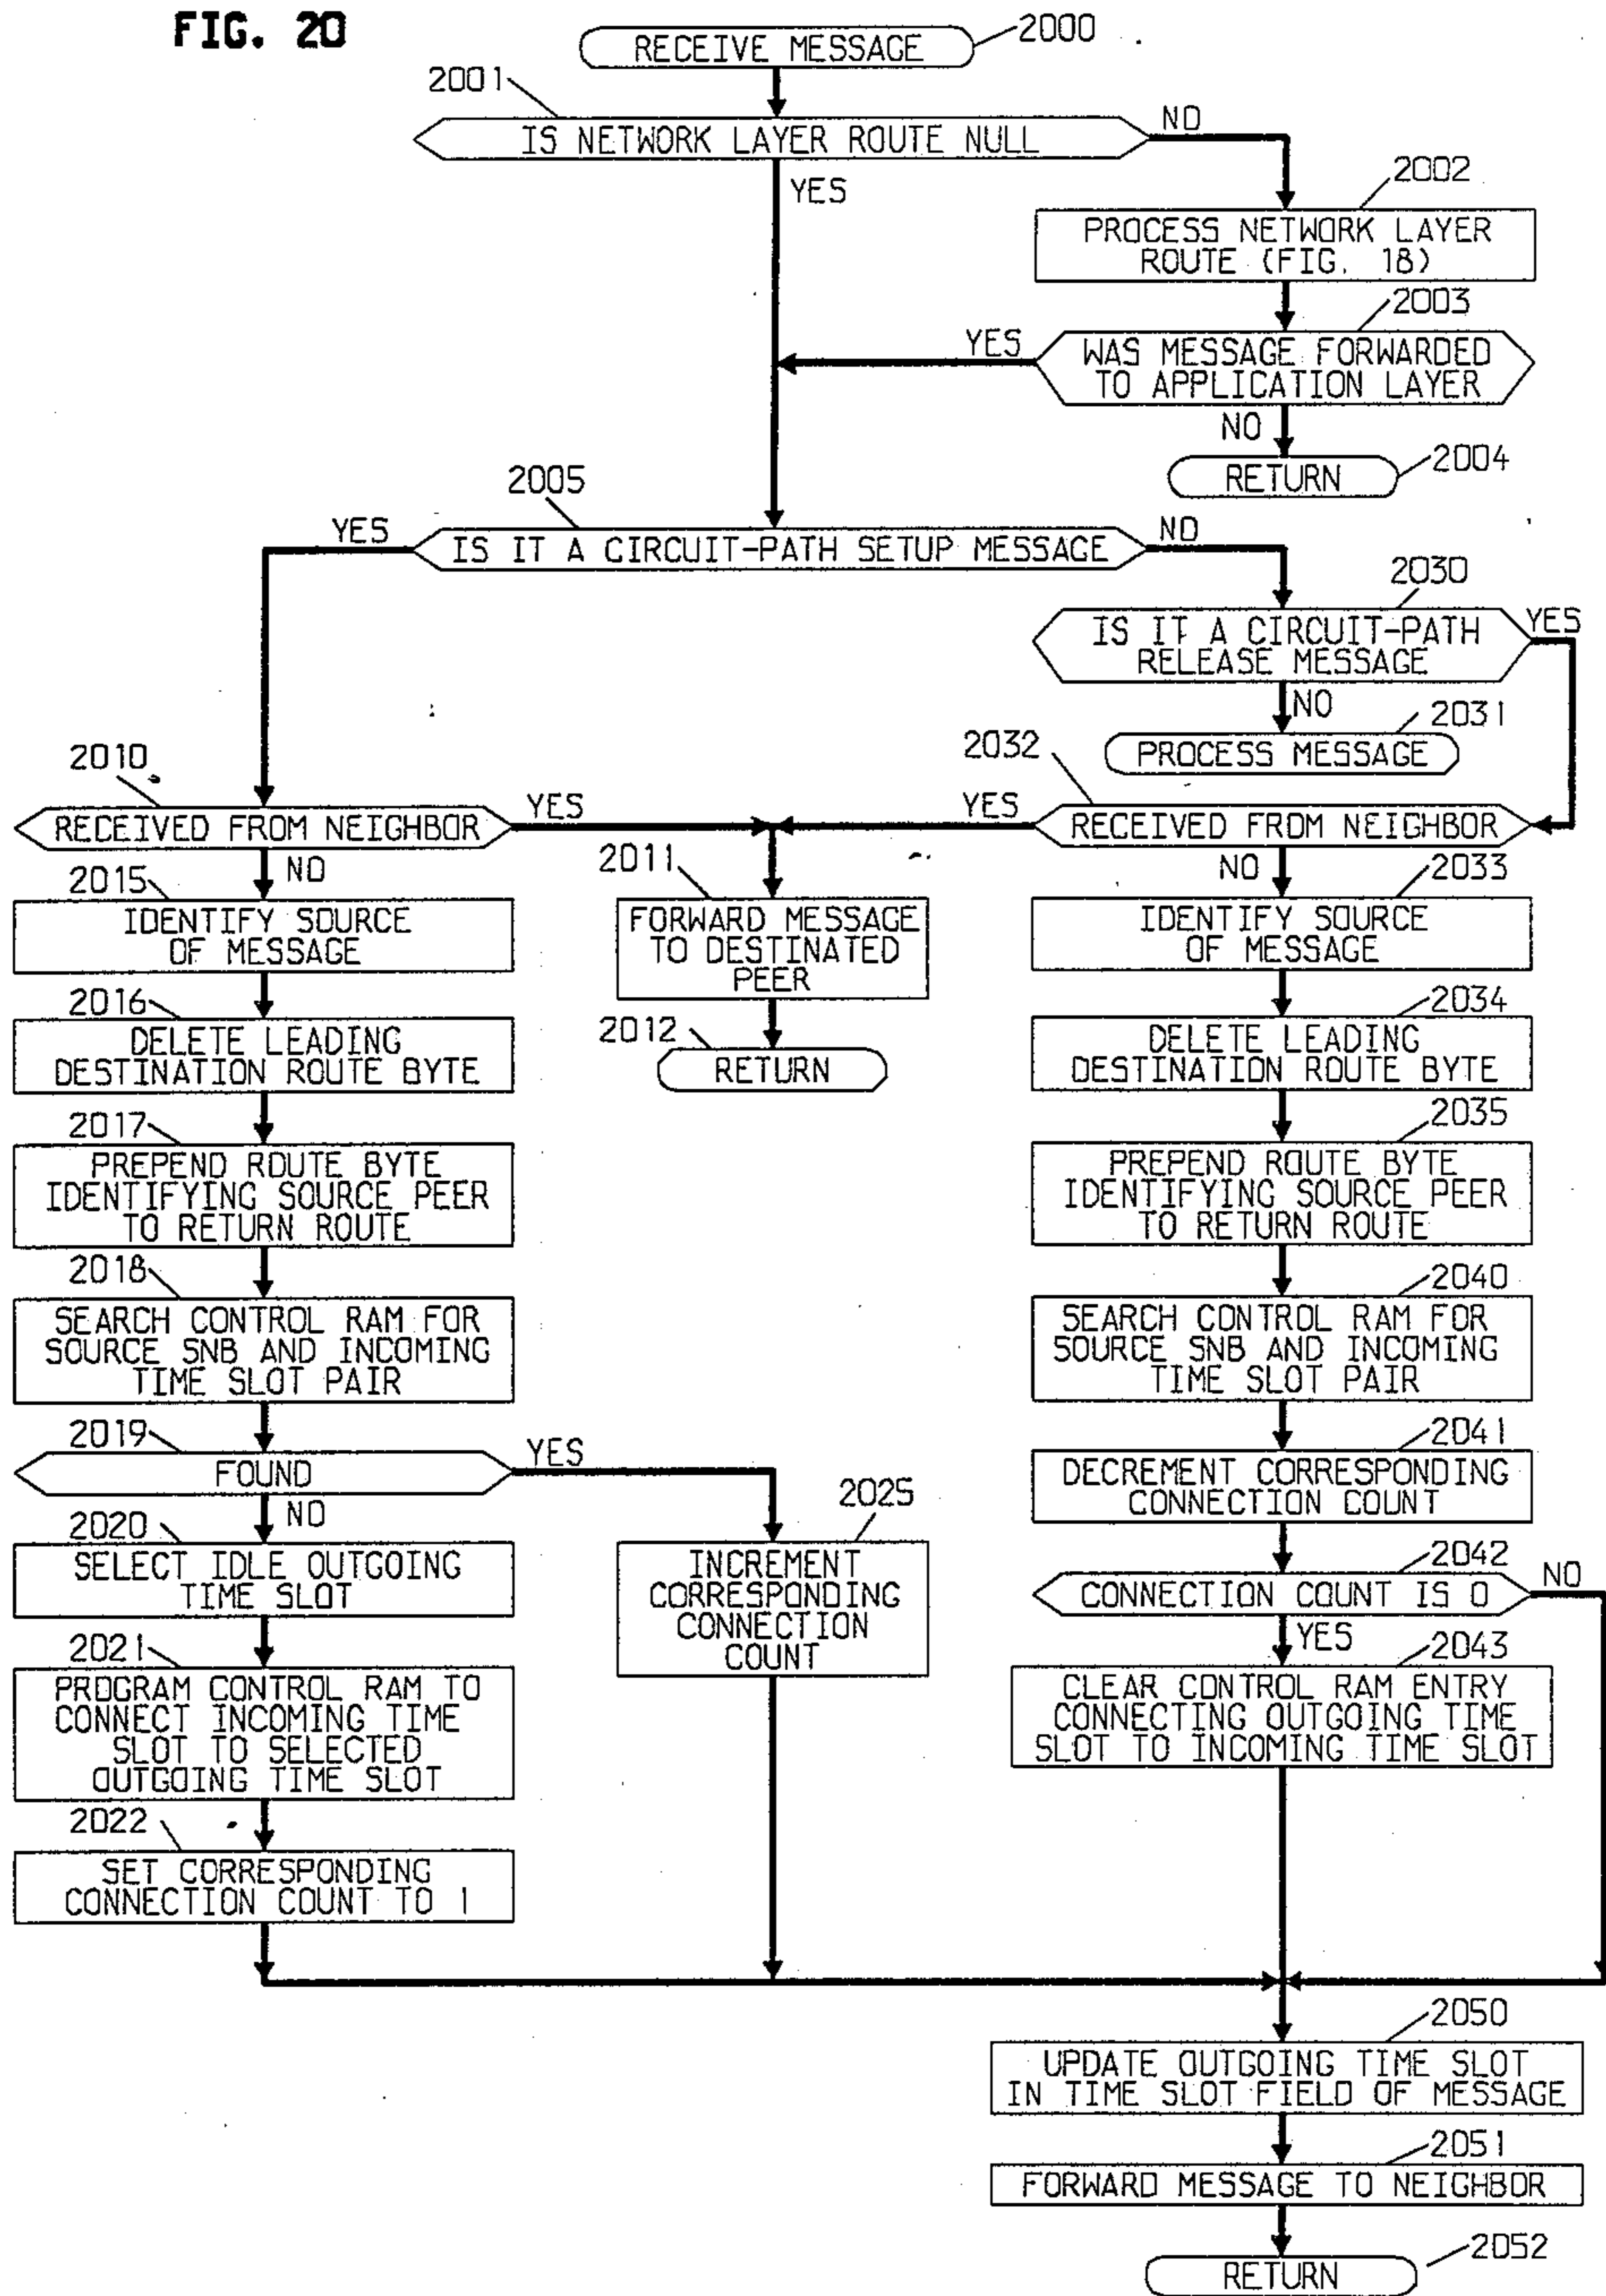 FIG. 20
RECEIVE MESSAGE
2000
2001
IS NETWORK LAYER ROUTE NULL
NO
YES
2002
PROCESS NETWORK LAYER
ROUTE (FIG. 18)
2003
YES
WAS MESSAGE FORWARDED
TO APPLICATION LAYER
NO
RETURN
2004
2005
YES
IS IT A CIRCUIT-PATH SETUP MESSAGE
NO
2030
IS IT A CIRCUIT-PATH
RELEASE MESSAGE
YES
NO
2031
PROCESS MESSAGE
2010
RECEIVED FROM NEIGHBOR
YES
NO
2032
YES
RECEIVED FROM NEIGHBOR
NO
2011
FORWARD MESSAGE
TO DESTINATED
PEER
2012
RETURN
2015
IDENTIFY SOURCE
OF MESSAGE
2016
DELETE LEADING
DESTINATION ROUTE BYTE
2017
PREPEND ROUTE BYTE
IDENTIFYING SOURCE PEER
TO RETURN ROUTE
2018
SEARCH CONTROL RAM FOR
SOURCE SNB AND INCOMING
TIME SLOT PAIR
2019
FOUND
YES
NO
2020
SELECT IDLE OUTGOING
TIME SLOT
2021
PROGRAM CONTROL RAM TO
CONNECT INCOMING TIME
SLOT TO SELECTED
OUTGOING TIME SLOT
2022
SET CORRESPONDING
CONNECTION COUNT TO 1
2025
INCREMENT
CORRESPONDING
CONNECTION
COUNT
2033
IDENTIFY SOURCE
OF MESSAGE
2034
DELETE LEADING
DESTINATION ROUTE BYTE
2035
PREPEND ROUTE BYTE
IDENTIFYING SOURCE PEER
TO RETURN ROUTE
2040
SEARCH CONTROL RAM FOR
SOURCE SNB AND INCOMING
TIME SLOT PAIR
2041
DECREMENT CORRESPONDING
CONNECTION COUNT
2042
CONNECTION COUNT IS 0
NO
YES
2043
CLEAR CONTROL RAM ENTRY
CONNECTING OUTGOING TIME
SLOT TO INCOMING TIME SLOT
2050
UPDATE OUTGOING TIME SLOT
IN TIME SLOT FIELD OF MESSAGE
2051
FORWARD MESSAGE TO NEIGHBOR
RETURN
2052